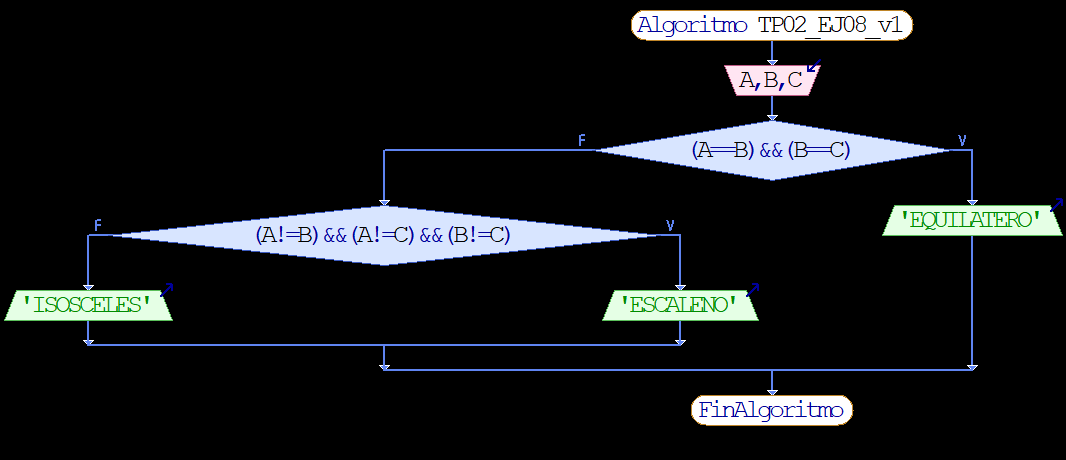 Algoritmo TP02_EJ08_v1
A,B,C
F
V
(A==B)&&(B==C)
F
V
'EQUILATERO'
(A!=B)&&(A!=C)&&(B!=C)
'ISOSCELES'
'ESCALENO'
FinAlgoritmo